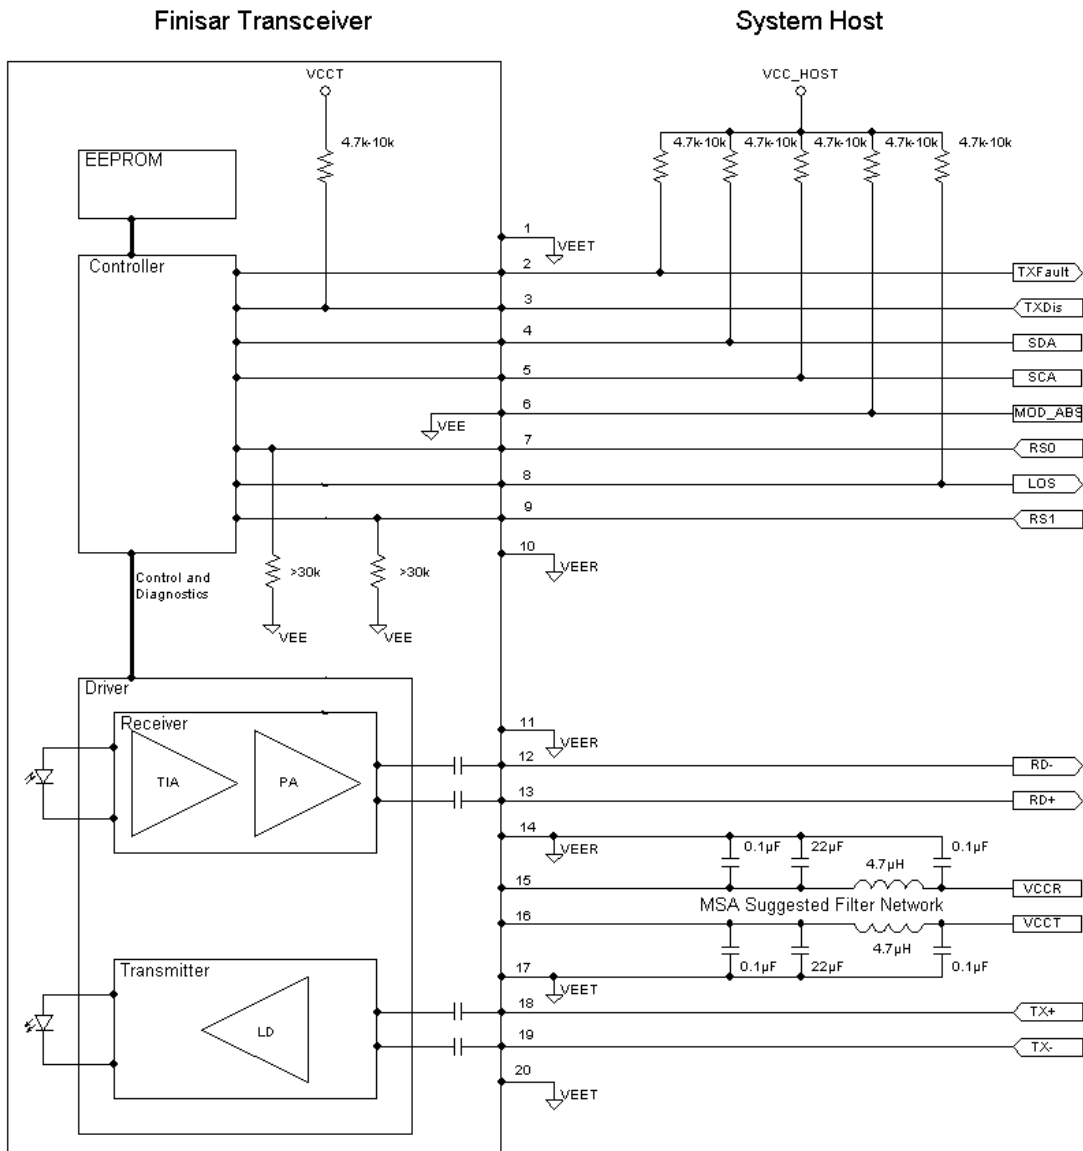 Finisar Transceiver
System Host
VCCT
VCC_HOST
4.7k-10k
4.7k-10k
4.7k-10k
4.7k-10k
4.7k-10k
4.7k-10k
EEPROM
1
VEET
Controller
2
TXFault
3
TXDis
4
SDA
5
SCA
6
MOD_ABS
VEE
7
RS0
8
LOS
9
RS1
10
VEER
>30k
>30k
Control and
Diagnostics
VEE
VEE
Driver
Receiver
11
VEER
12
RD-
TIA
PA
13
RD+
14
VEER
0.1µF
22µF
0.1µF
4.7µH
15
VCCR
MSA Suggested Filter Network
16
VCCT
4.7µH
Transmitter
17
0.1µF
22µF
0.1µF
VEET
18
TX+
LD
19
TX-
20
VEET